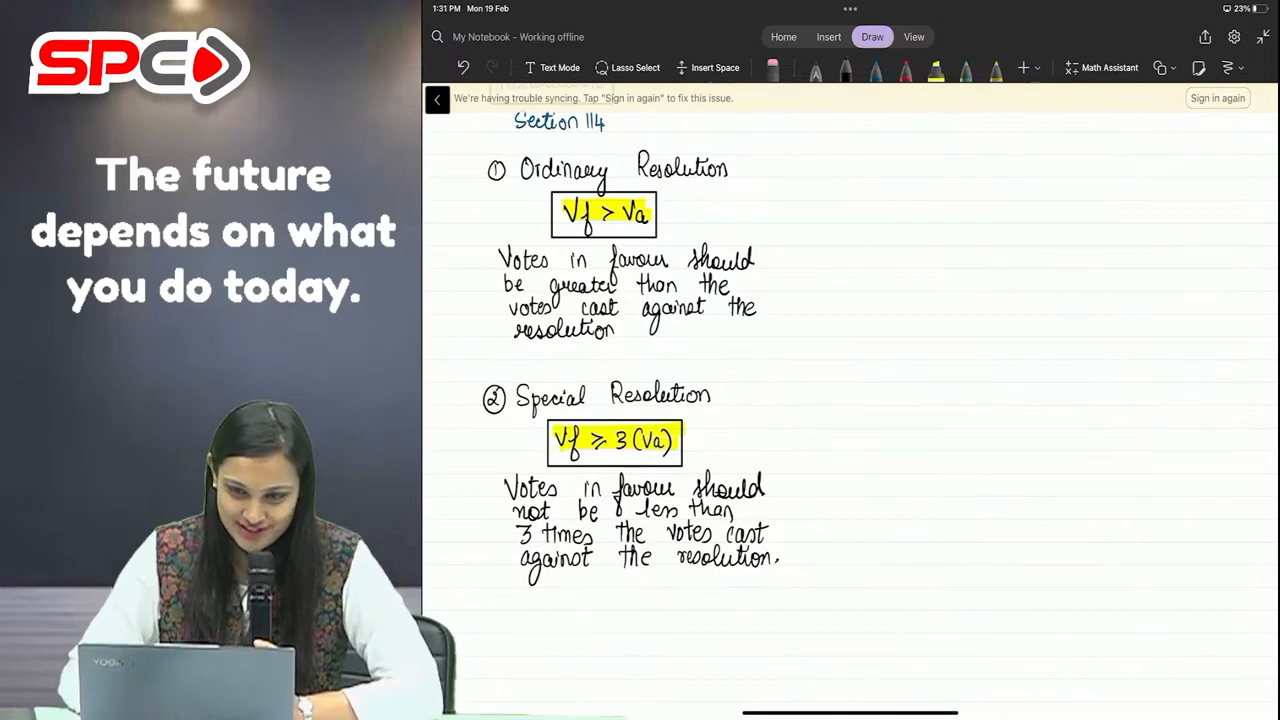 SPC
The future
depends on what
you do today.
YOGA
1:31 PM Mon 19 Feb
23%
My Notebook - Working offline
Home Insert Draw View
Text Mode Lasso Select Insert Space Math Assistant
We're having trouble syncing. Tap "Sign in again" to fix this issue.
Sign in again
Section 114
① Ordinary Resolution
Vf > Va
Votes in favour should
be greater than the
votes cast against the
resolution
② Special Resolution
Vf ⩾ 3 (Va)
Votes in favour should
not be less than
3 times the votes cast
against the resolution.